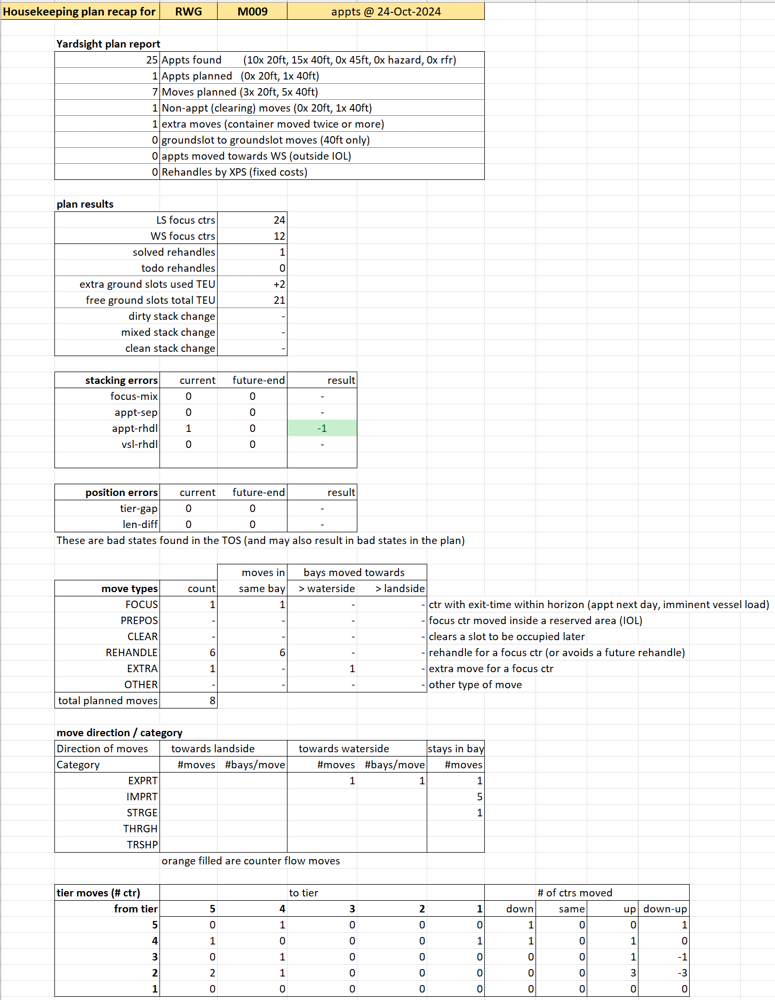 Housekeeping plan recap for RWG M009 appts @ 24-Oct-2024
Yardsight plan report
25 Appts found (10x 20ft, 15x 40ft, 0x 45ft, 0x hazard, 0x rfr)
1 Appts planned (0x 20ft, 1x 40ft)
7 Moves planned (3x 20ft, 5x 40ft)
1 Non-appt (clearing) moves (0x 20ft, 1x 40ft)
1 extra moves (container moved twice or more)
0 groundslot to groundslot moves (40ft only)
0 appts moved towards WS (outside IOL)
0 Rehandles by XPS (fixed costs)
plan results
LS focus ctrs 24
WS focus ctrs 12
solved rehandles 1
todo rehandles 0
extra ground slots used TEU +2
free ground slots total TEU 21
dirty stack change -
mixed stack change -
clean stack change -
stacking errors current future-end result
focus-mix 0 0 -
appt-sep 0 0 -
appt-rhdl 1 0 -1
vsl-rhdl 0 0 -
position errors current future-end result
tier-gap 0 0 -
len-diff 0 0 -
These are bad states found in the TOS (and may also result in bad states in the plan)
moves in bays moved towards
move types count same bay > waterside > landside
FOCUS 1 1 - - ctr with exit-time within horizon (appt next day, imminent vessel load)
PREPOS - - - - focus ctr moved inside a reserved area (IOL)
CLEAR - - - - clears a slot to be occupied later
REHANDLE 6 6 - - rehandle for a focus ctr (or avoids a future rehandle)
EXTRA 1 - 1 - extra move for a focus ctr
OTHER - - - - other type of move
total planned moves 8
move direction / category
Direction of moves towards landside towards waterside stays in bay
Category #moves #bays/move #moves #bays/move #moves
EXPRT 1 1 1
IMPRT 5
STRGE 1
THRGH
TRSHP
orange filled are counter flow moves
tier moves (# ctr) to tier # of ctrs moved
from tier 5 4 3 2 1 down same up down-up
5 0 1 0 0 0 1 0 0 1
4 1 0 0 0 1 1 0 1 0
3 0 1 0 0 0 0 0 1 -1
2 2 1 0 0 0 0 0 3 -3
1 0 0 0 0 0 0 0 0 0